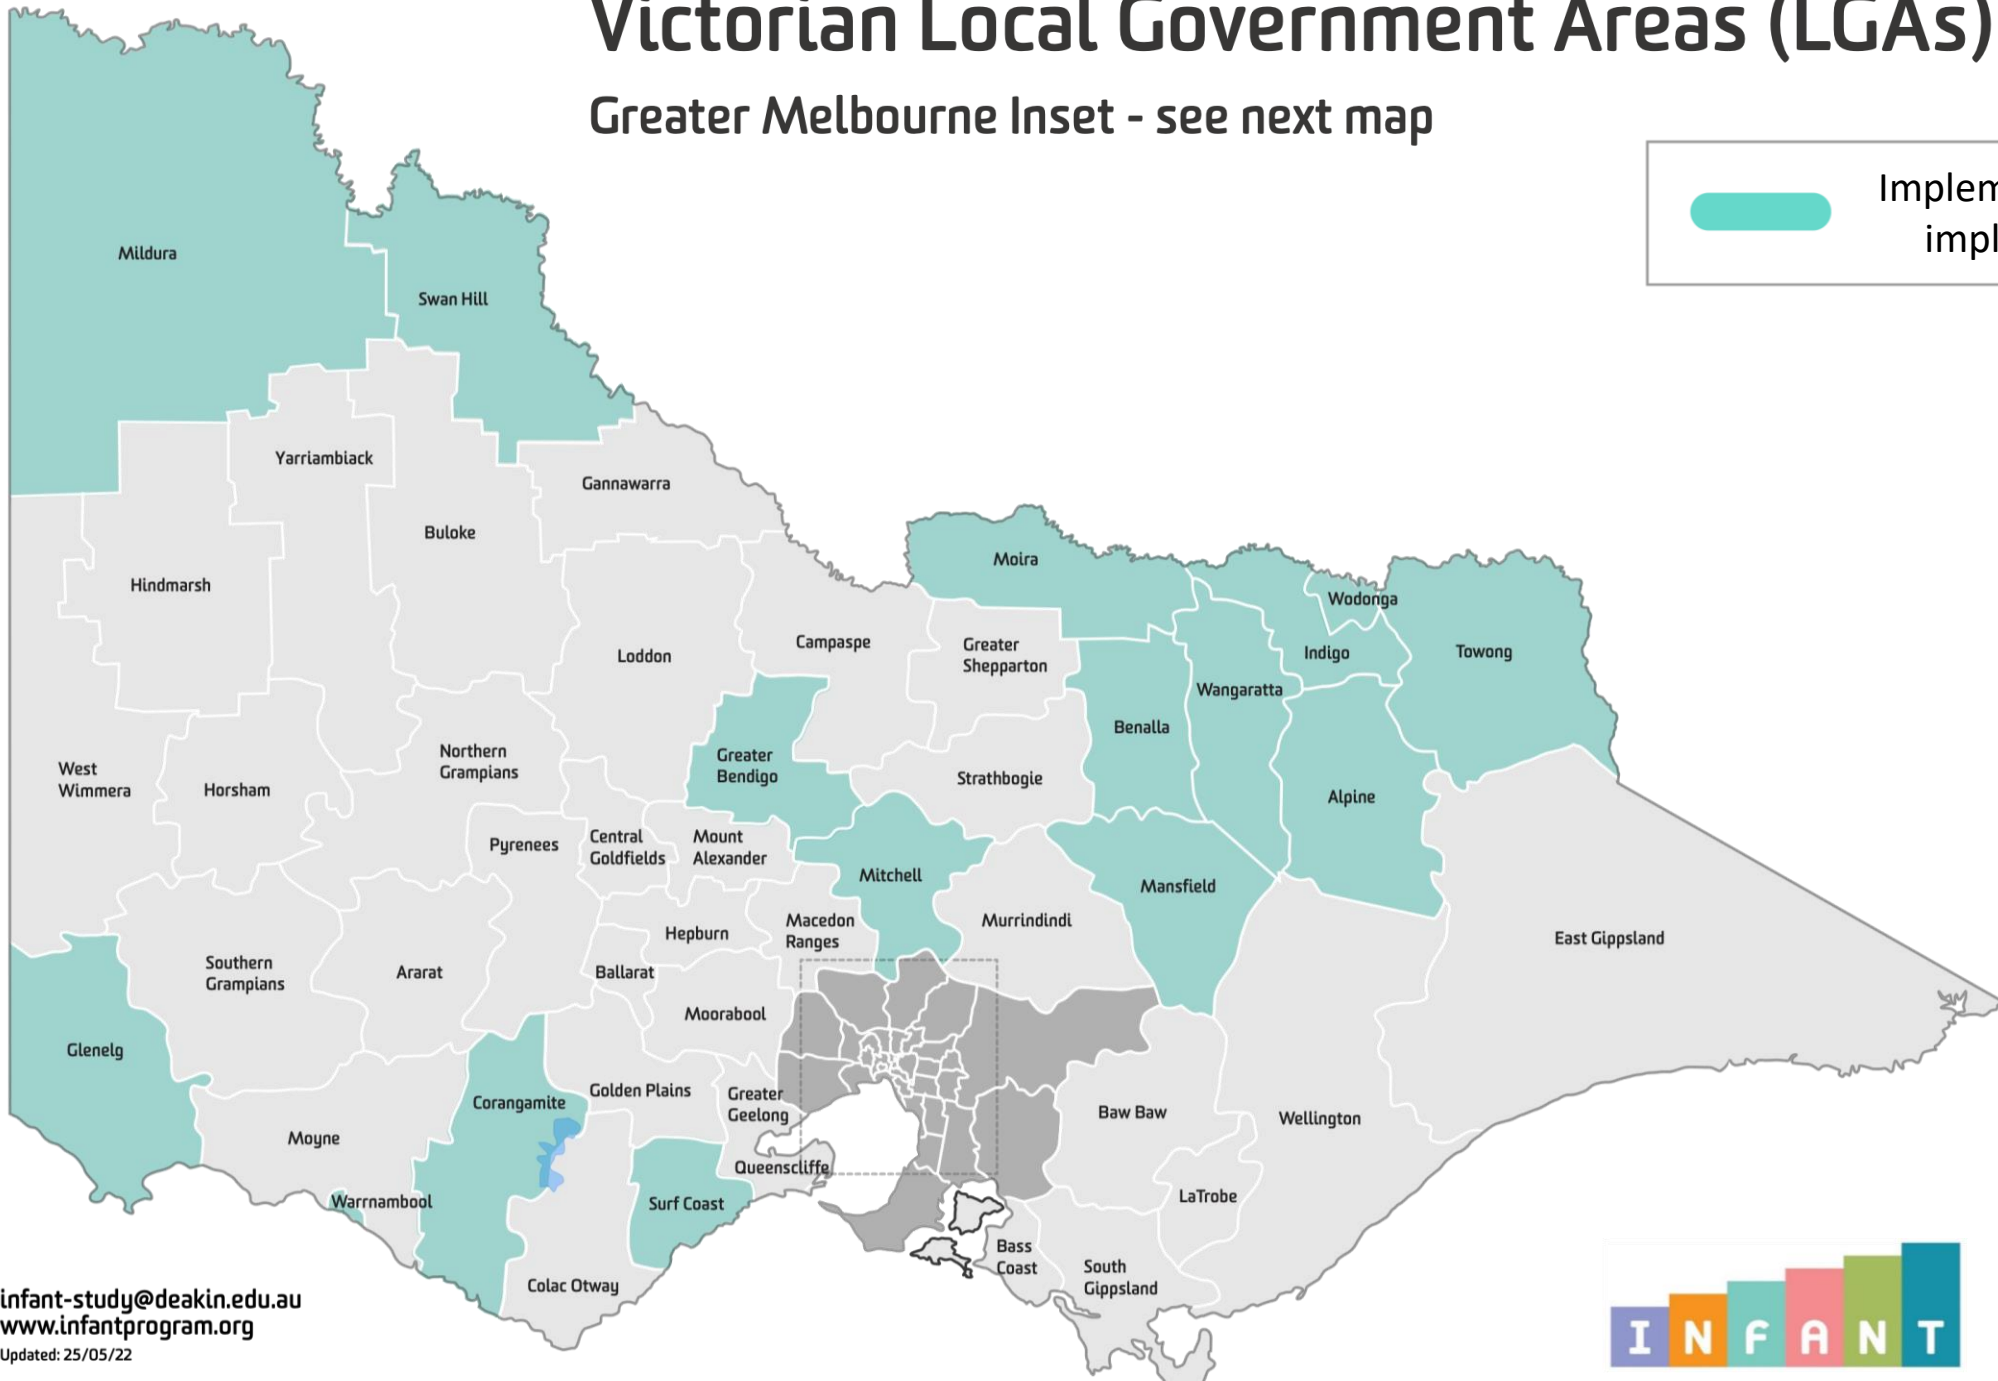 Victorian Local Government Areas (LGAs)
Greater Melbourne Inset - see next map
Implem
impl
Mildura
Swan Hill
Yarriambiack
Gannawarra
Buloke
Hindmarsh
Moira
Wodonga
Loddon
Campaspe
Greater
Shepparton
Indigo
Towong
Wangaratta
Benalla
West
Wimmera
Horsham
Northern
Grampians
Greater
Bendigo
Strathbogie
Alpine
Pyrenees
Central
Goldfields
Mount
Alexander
Mitchell
Mansfield
Hepburn
Macedon
Ranges
Murrindindi
East Gippsland
Southern
Grampians
Ararat
Ballarat
Moorabool
Glenelg
Corangamite
Golden Plains
Greater
Geelong
Baw Baw
Wellington
Moyne
Queenscliffe
Warrnambool
Surf Coast
LaTrobe
Bass
Coast
South
Gippsland
Colac Otway
infant-study@deakin.edu.au
www.infantprogram.org
Updated: 25/05/22
INFANT